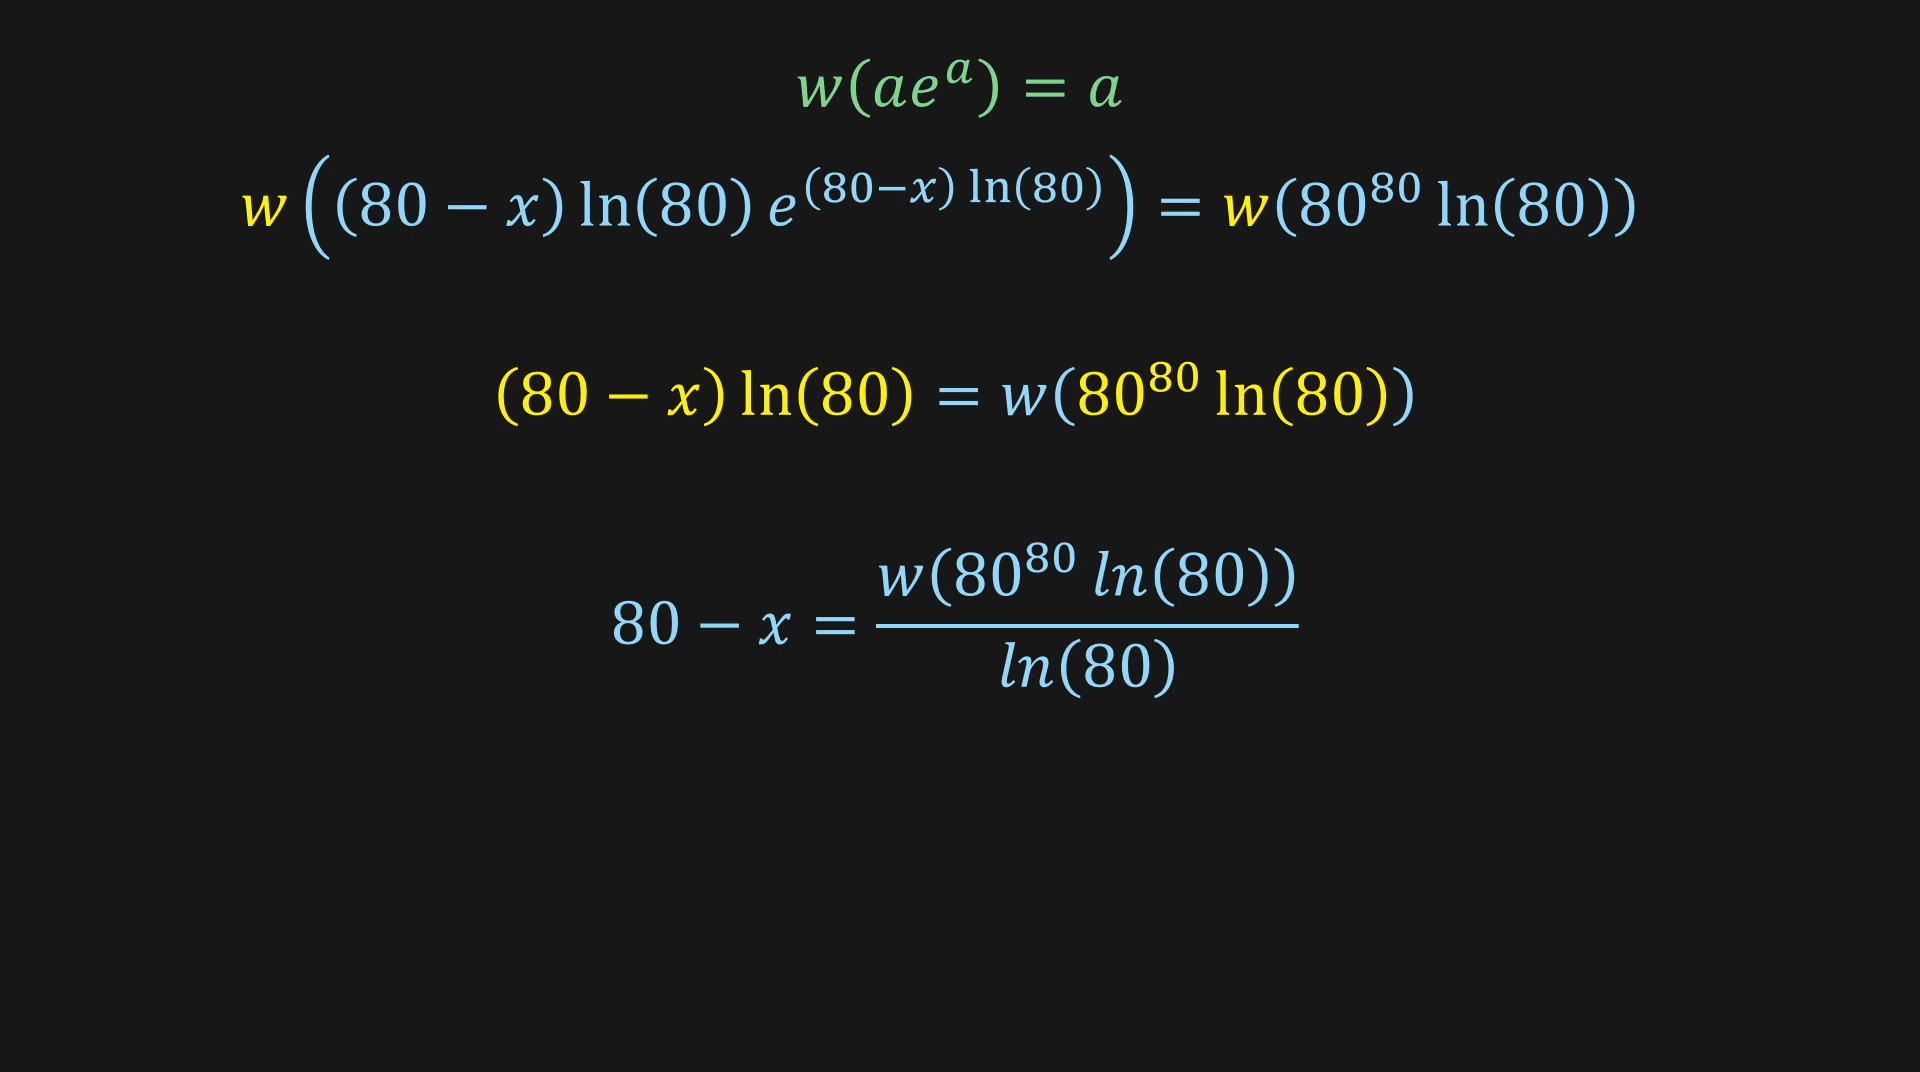 w(ae^a) = a
w((80 − x) ln(80) e^((80−x) ln(80))) = w(80^80 ln(80))
(80 − x) ln(80) = w(80^80 ln(80))
80 − x = w(80^80 ln(80)) / ln(80)